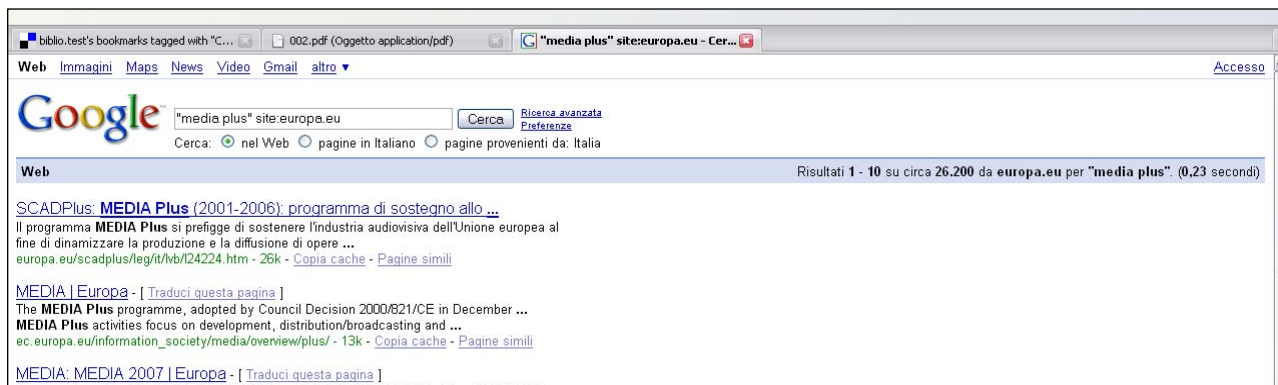 biblio.test's bookmarks tagged with "C... 002.pdf (Oggetto application/pdf) "media plus" site:europa.eu - Cer...
Web Immagini Maps News Video Gmail altro ▼ Accesso
Google "media plus" site:europa.eu Cerca Ricerca avanzata
Preferenze
Cerca: nel Web pagine in Italiano pagine provenienti da: Italia
Web Risultati 1 - 10 su circa 26.200 da europa.eu per "media plus". (0,23 secondi)
SCADPlus: MEDIA Plus (2001-2006): programma di sostegno allo ...
Il programma MEDIA Plus si prefigge di sostenere l'industria audiovisiva dell'Unione europea al
fine di dinamizzare la produzione e la diffusione di opere ...
europa.eu/scadplus/leg/it/lvb/l24224.htm - 26k - Copia cache - Pagine simili
MEDIA | Europa - [ Traduci questa pagina ]
The MEDIA Plus programme, adopted by Council Decision 2000/821/CE in December ...
MEDIA Plus activities focus on development, distribution/broadcasting and ...
ec.europa.eu/information_society/media/overview/plus/ - 13k - Copia cache - Pagine simili
MEDIA: MEDIA 2007 | Europa - [ Traduci questa pagina ]